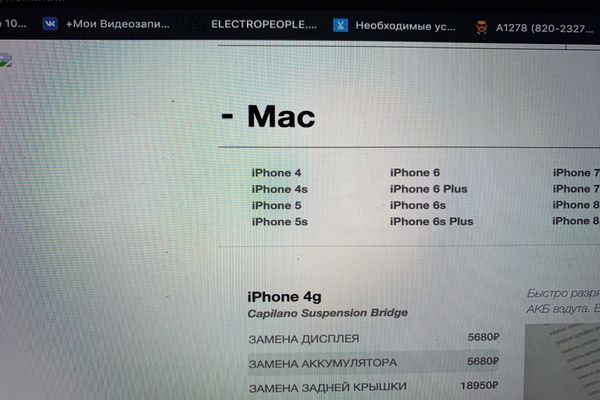 10...
+Мои Видеозапи...
ELECTROPEOPLE....
Необходимые ус...
A1278 (820-2327...
- Mac
iPhone 4 iPhone 6 iPhone 7
iPhone 4s iPhone 6 Plus iPhone 7
iPhone 5 iPhone 6s iPhone 8
iPhone 5s iPhone 6s Plus iPhone 8
iPhone 4g
Capilano Suspension Bridge
ЗАМЕНА ДИСПЛЕЯ 5680₽
ЗАМЕНА АККУМУЛЯТОРА 5680₽
ЗАМЕНА ЗАДНЕЙ КРЫШКИ 18950₽
Быстро разря
АКБ вздута. В